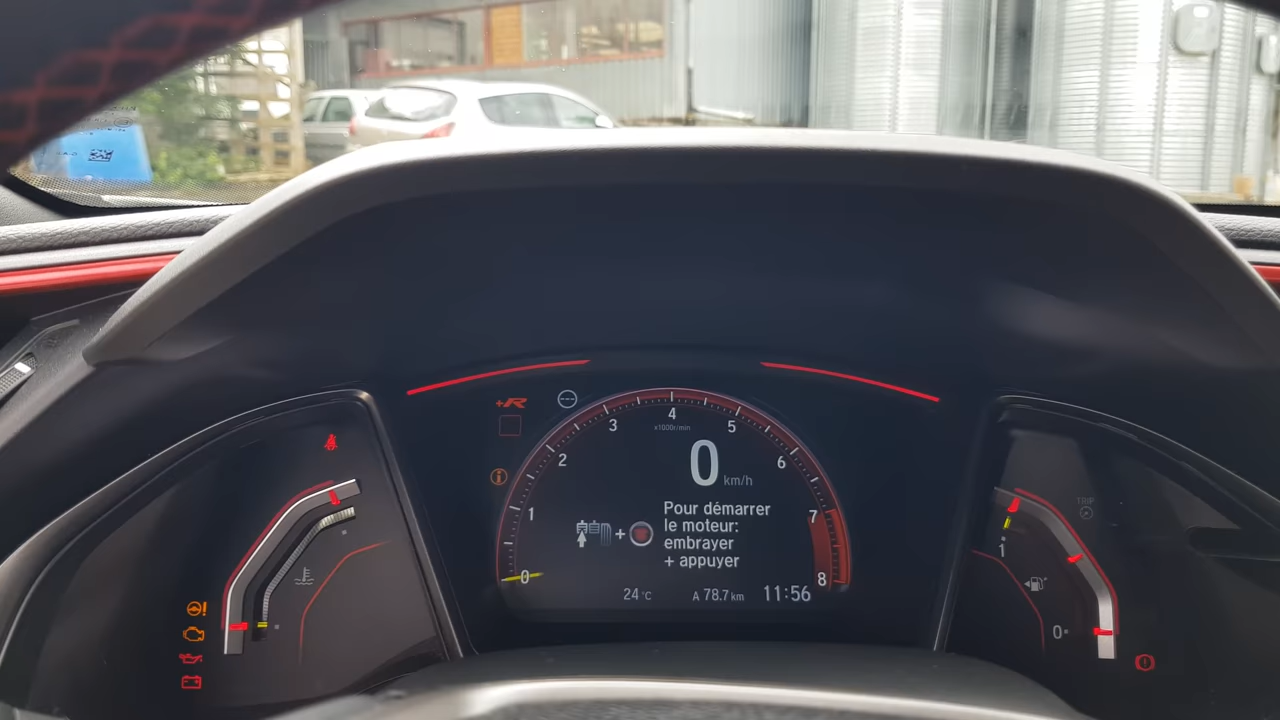 +R
4
3
5
x1000r/min
2
6
0 km/h
1
7
Pour démarrer
le moteur:
embrayer
+ appuyer
+
0
8
24°C
A 78.7 km
11:56
TRIP
1
0